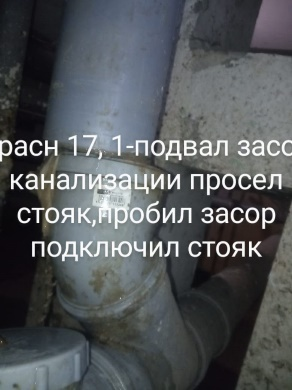 расн 17, 1-подвал засо
канализации просел
стояк,пробил засор
подключил стояк